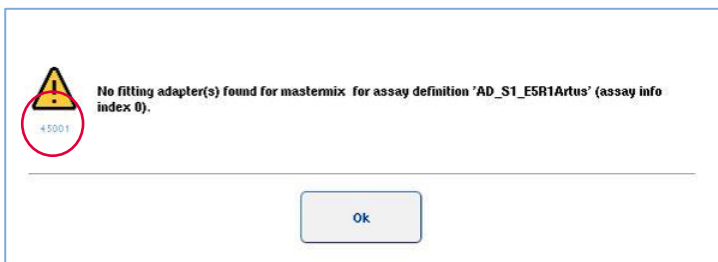 No fitting adapter(s) found for mastermix for assay definition 'AD_S1_E5R1Artus' (assay info
index 0).
45001
Ok